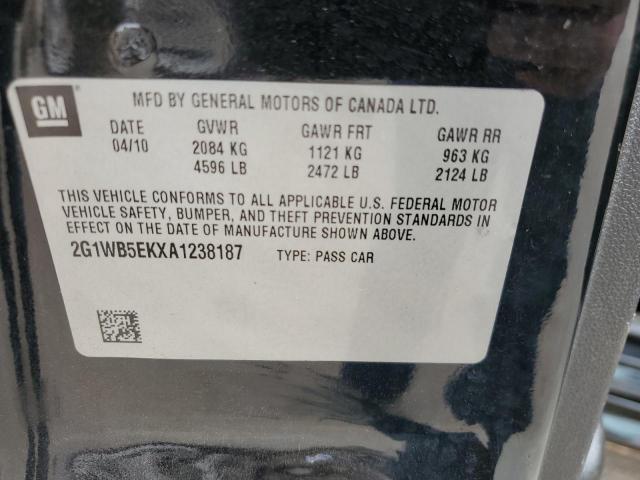 GM
MFD BY GENERAL MOTORS OF CANADA LTD.
DATE GVWR GAWR FRT GAWR RR
04/10 2084 KG 1121 KG 963 KG
4596 LB 2472 LB 2124 LB
THIS VEHICLE CONFORMS TO ALL APPLICABLE U.S. FEDERAL MOTOR
VEHICLE SAFETY, BUMPER, AND THEFT PREVENTION STANDARDS IN
EFFECT ON THE DATE OF MANUFACTURE SHOWN ABOVE.
2G1WB5EKXA1238187 TYPE: PASS CAR